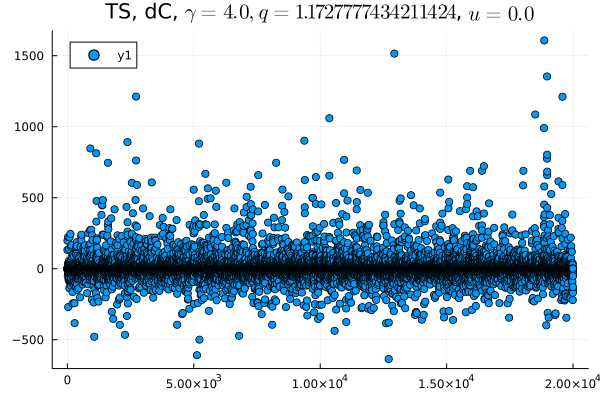 TS, dC, γ = 4.0, q = 1.1727777434211424, u = 0.0
y1
1500
1000
500
0
−500
0 5.00×10³ 1.00×10⁴ 1.50×10⁴ 2.00×10⁴